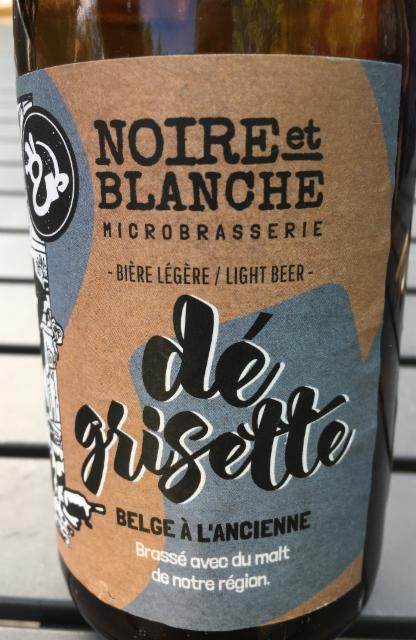 NOIRE et
BLANCHE
MICROBRASSERIE
- BIÈRE LÉGÈRE / LIGHT BEER -
dé
grisette
BELGE À L'ANCIENNE
Brassé avec du malt
de notre région.